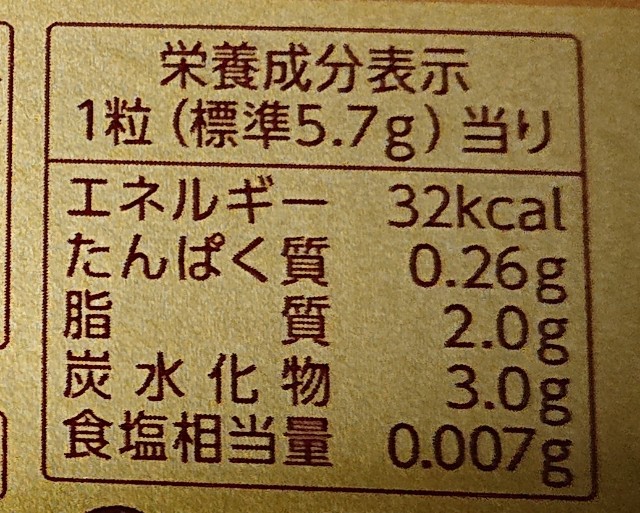 栄養成分表示
1粒(標準5.7g)当り
エネルギー 32kcal
たんぱく質 0.26g
脂質 2.0g
炭水化物 3.0g
食塩相当量 0.007g